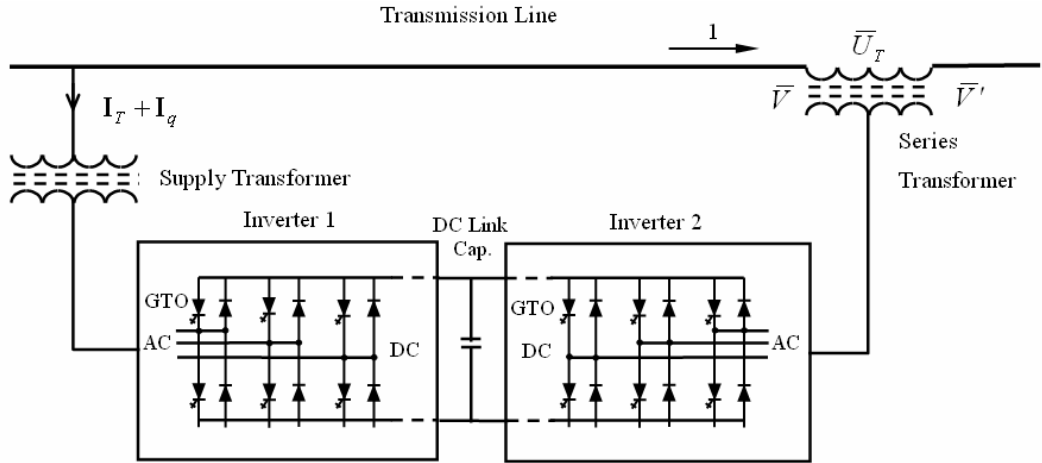 Transmission Line
1
U̅_T
V̅
V̅'
I_T + I_q
Series
Transformer
Supply Transformer
Inverter 1
DC Link
Cap.
Inverter 2
GTO
AC
DC
GTO
DC
AC